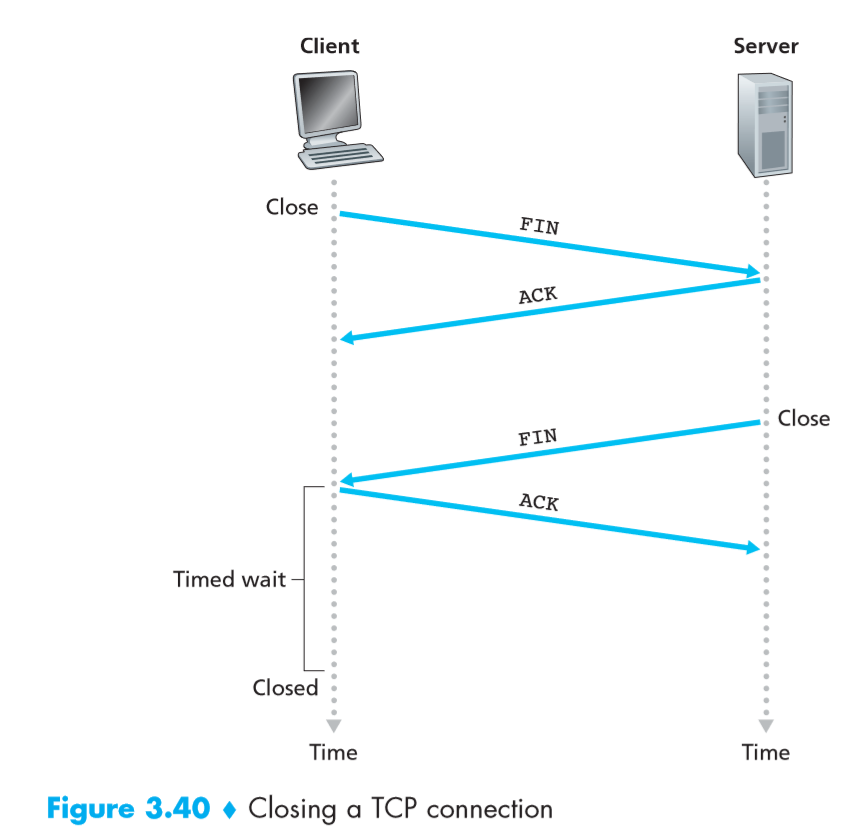 Client
Server
Close
FIN
ACK
Close
FIN
ACK
Timed wait
Closed
Time
Time
Figure 3.40 ♦ Closing a TCP connection